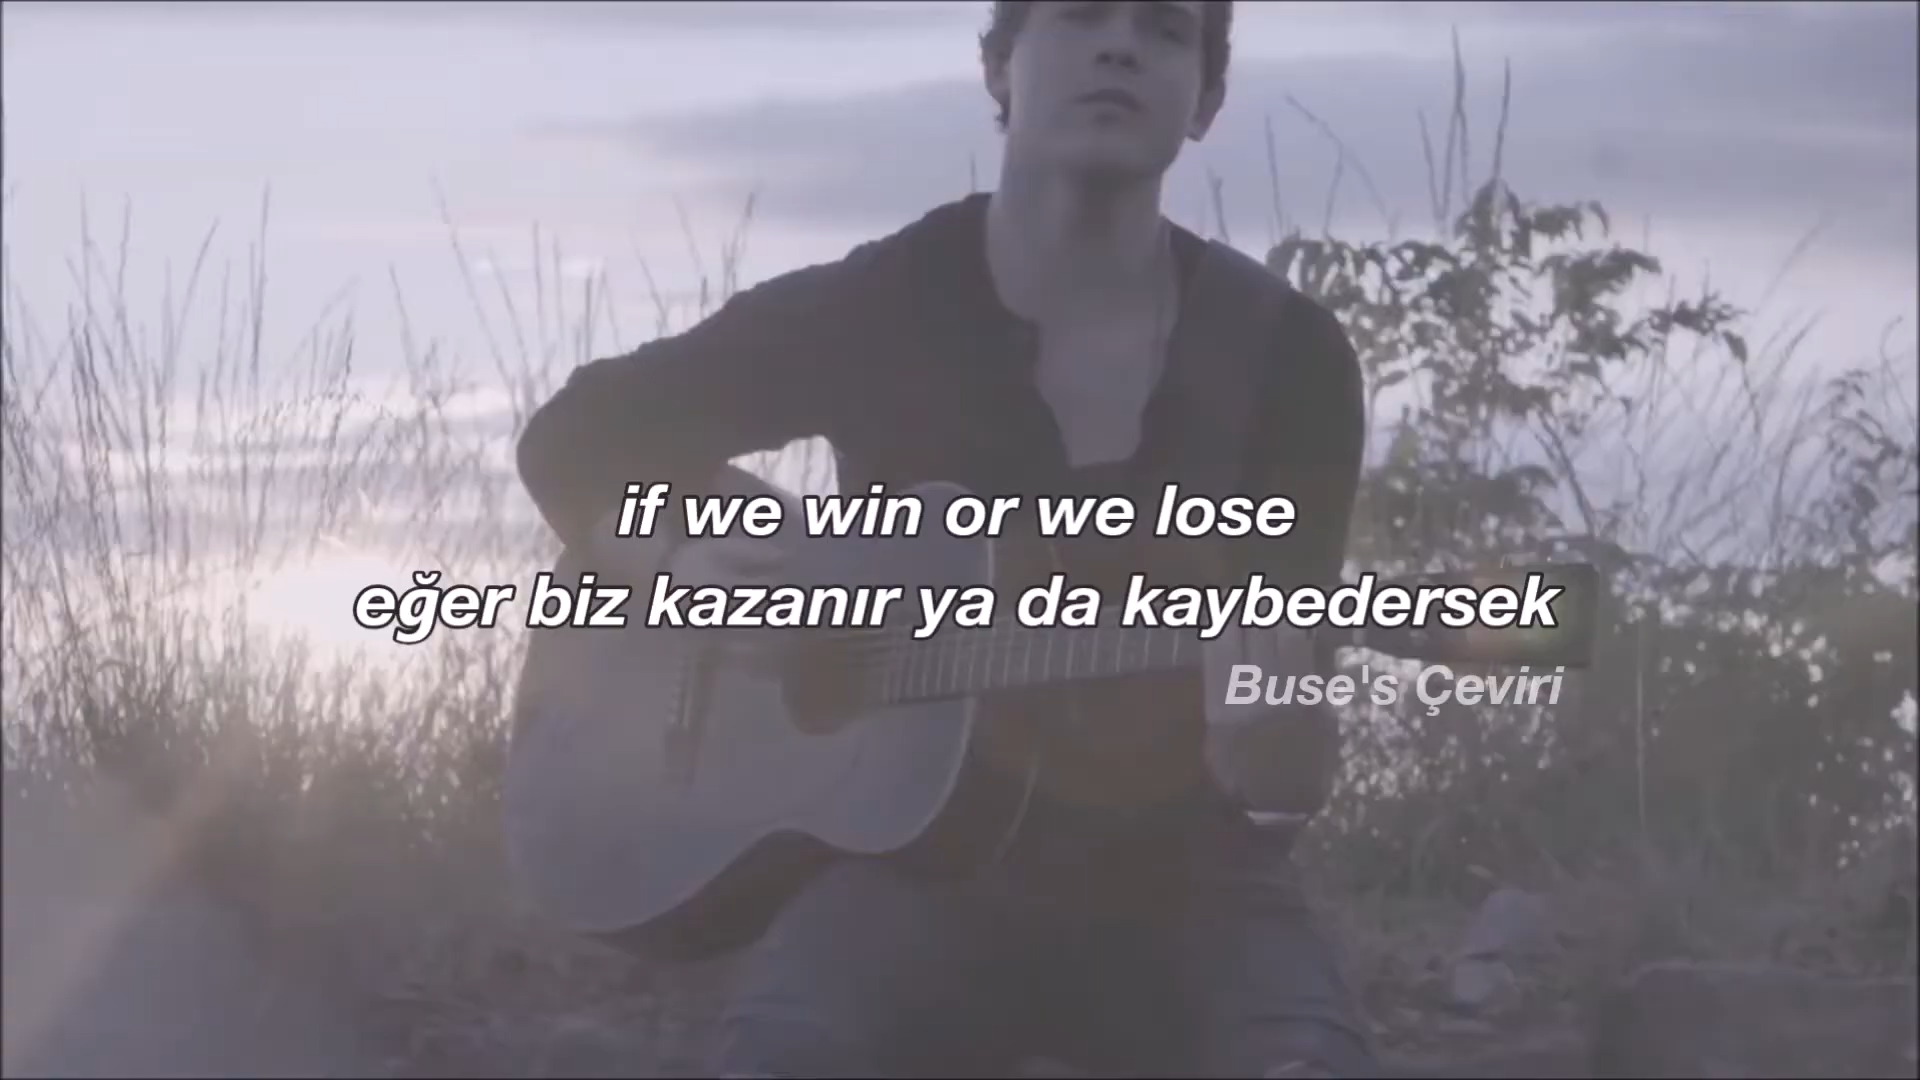 if we win or we lose
eğer biz kazanır ya da kaybedersek
Buse's Çeviri